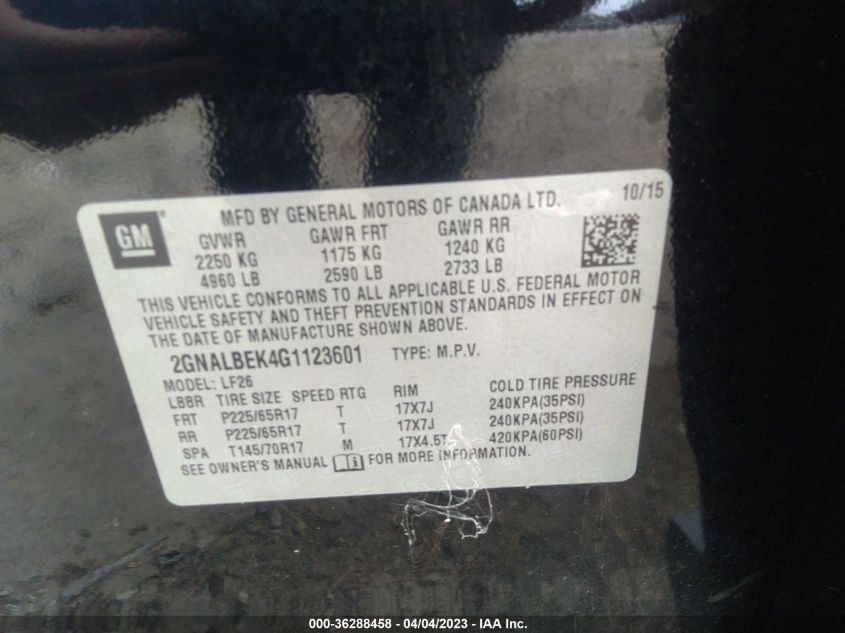 GM
MFD BY GENERAL MOTORS OF CANADA LTD. 10/15
GVWR GAWR FRT GAWR RR
2250 KG 1175 KG 1240 KG
4960 LB 2590 LB 2733 LB
THIS VEHICLE CONFORMS TO ALL APPLICABLE U.S. FEDERAL MOTOR
VEHICLE SAFETY AND THEFT PREVENTION STANDARDS IN EFFECT ON
THE DATE OF MANUFACTURE SHOWN ABOVE.
2GNALBEK4G1123601 TYPE: M.P.V.
MODEL: LF26
LBBR TIRE SIZE SPEED RTG RIM COLD TIRE PRESSURE
FRT P225/65R17 T 17X7J 240KPA(35PSI)
RR P225/65R17 T 17X7J 240KPA(35PSI)
SPA T145/70R17 M 17X4.5T 420KPA(60PSI)
SEE OWNER'S MANUAL FOR MORE INFORMATION.
000-36288458 - 04/04/2023 - IAA Inc.